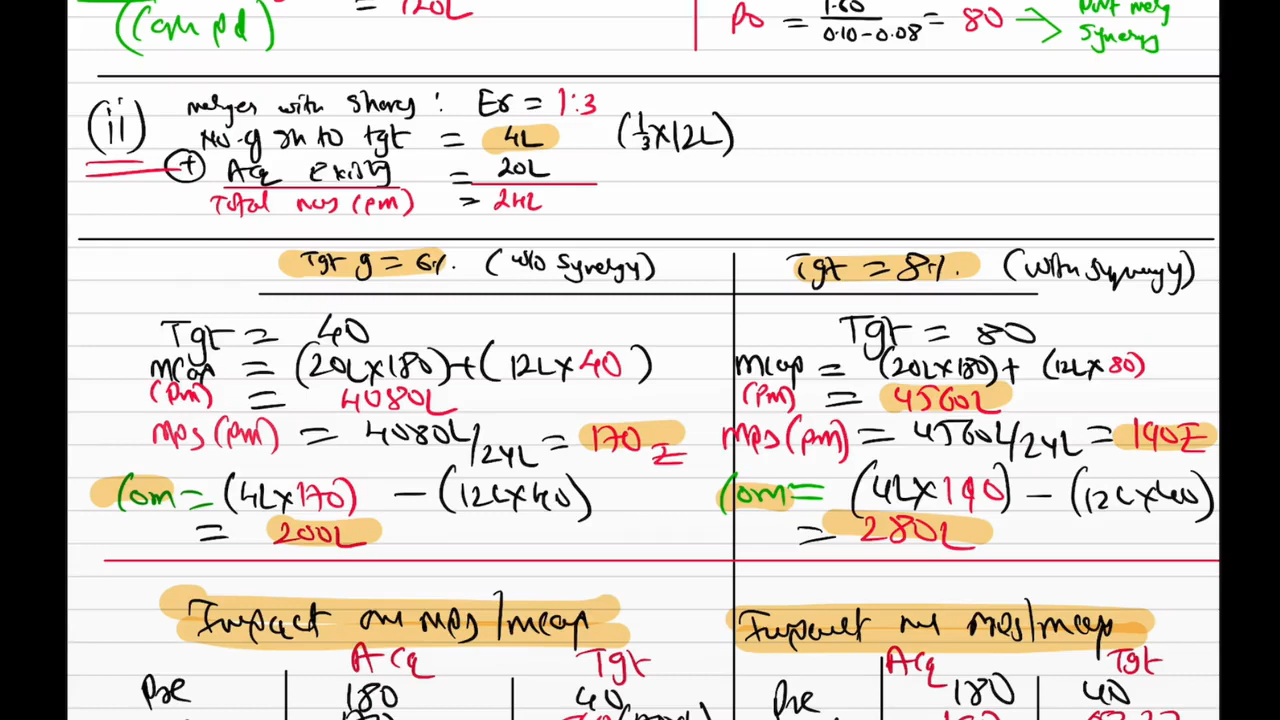 = 120L
(Cm pd)
P0 = 1.60 / 0.10 - 0.08 = 80 →
synergy
(ii) merges with shares : Er = 1:3
No. of sh to tgt = 4L (1/3 x 12L)
+ Acq existy = 20L
Total nos (pm) = 24L
Tgt g = 6%. (w/o synergy)
Tgt = 40
mcap (pm) = (20L x 180) + (12L x 40)
= 4080L
mps (pm) = 4080L/24L = 170
Com = (4L x 170) - (12L x 40)
= 200L
Impact on mps/mcap
Acq Tgt
Pre 180 40
Tgt = 8%. (with synergy)
Tgt = 80
mcap (pm) = (20L x 180) + (12L x 80)
= 4560L
mps (pm) = 4560L/24L = 190
Com = (4L x 190) - (12L x 40)
= 280L
Impact on mps/mcap
Acq Tgt
Pre 180 40